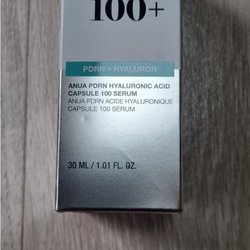 100+
PDRN + HYALURON
ANUA PDRN HYALURONIC ACID
CAPSULE 100 SERUM
ANUA PDRN ACIDE HYALURONIQUE
CAPSULE 100 SÉRUM
30 ML / 1.01 FL. OZ.